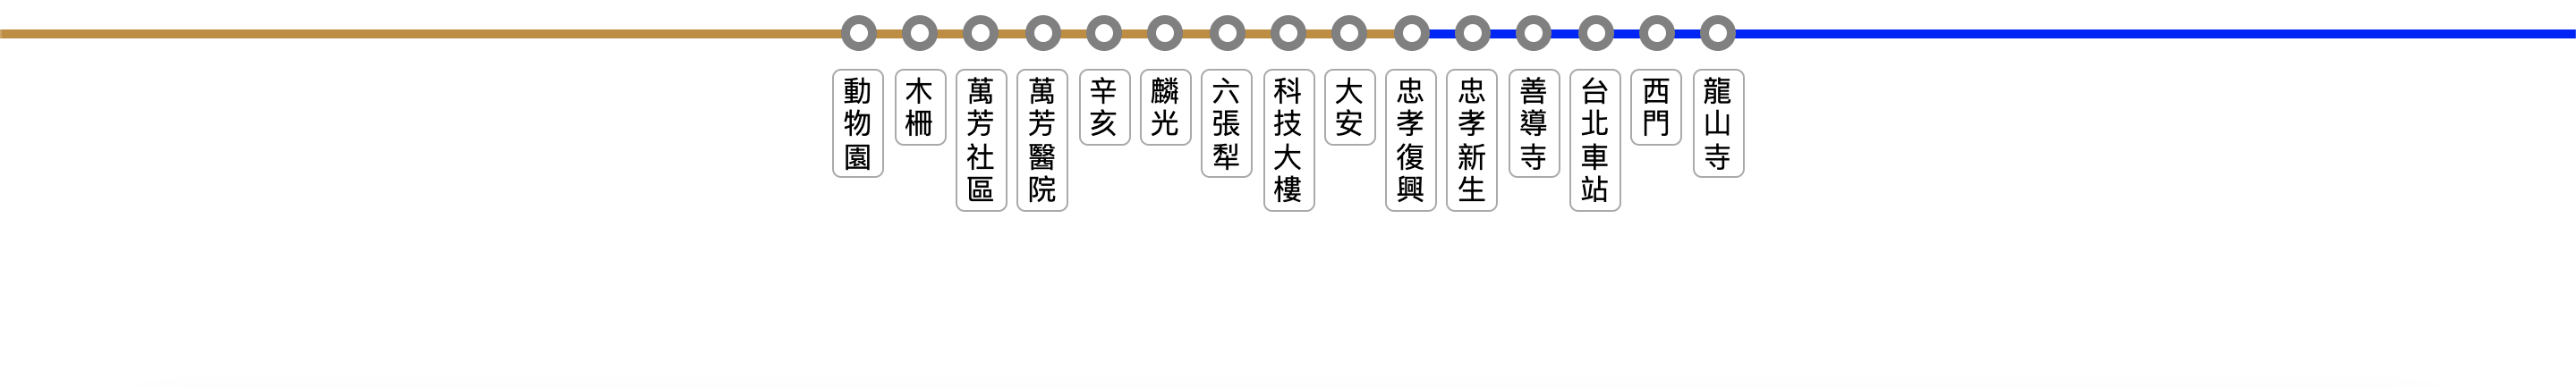 動物園
木柵
萬芳社區
萬芳醫院
辛亥
麟光
六張犁
科技大樓
大安
忠孝復興
忠孝新生
善導寺
台北車站
西門
龍山寺